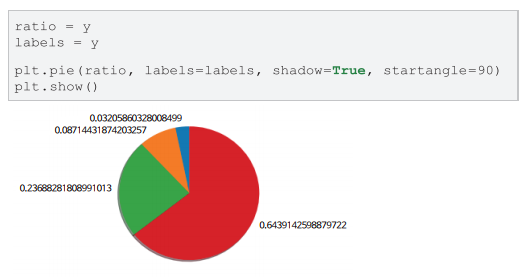 ratio = y
labels = y
plt.pie(ratio, labels=labels, shadow=True, startangle=90)
plt.show()
0.03205860328008499
0.08714431874203257
0.23688281808991013
0.6439142598879722